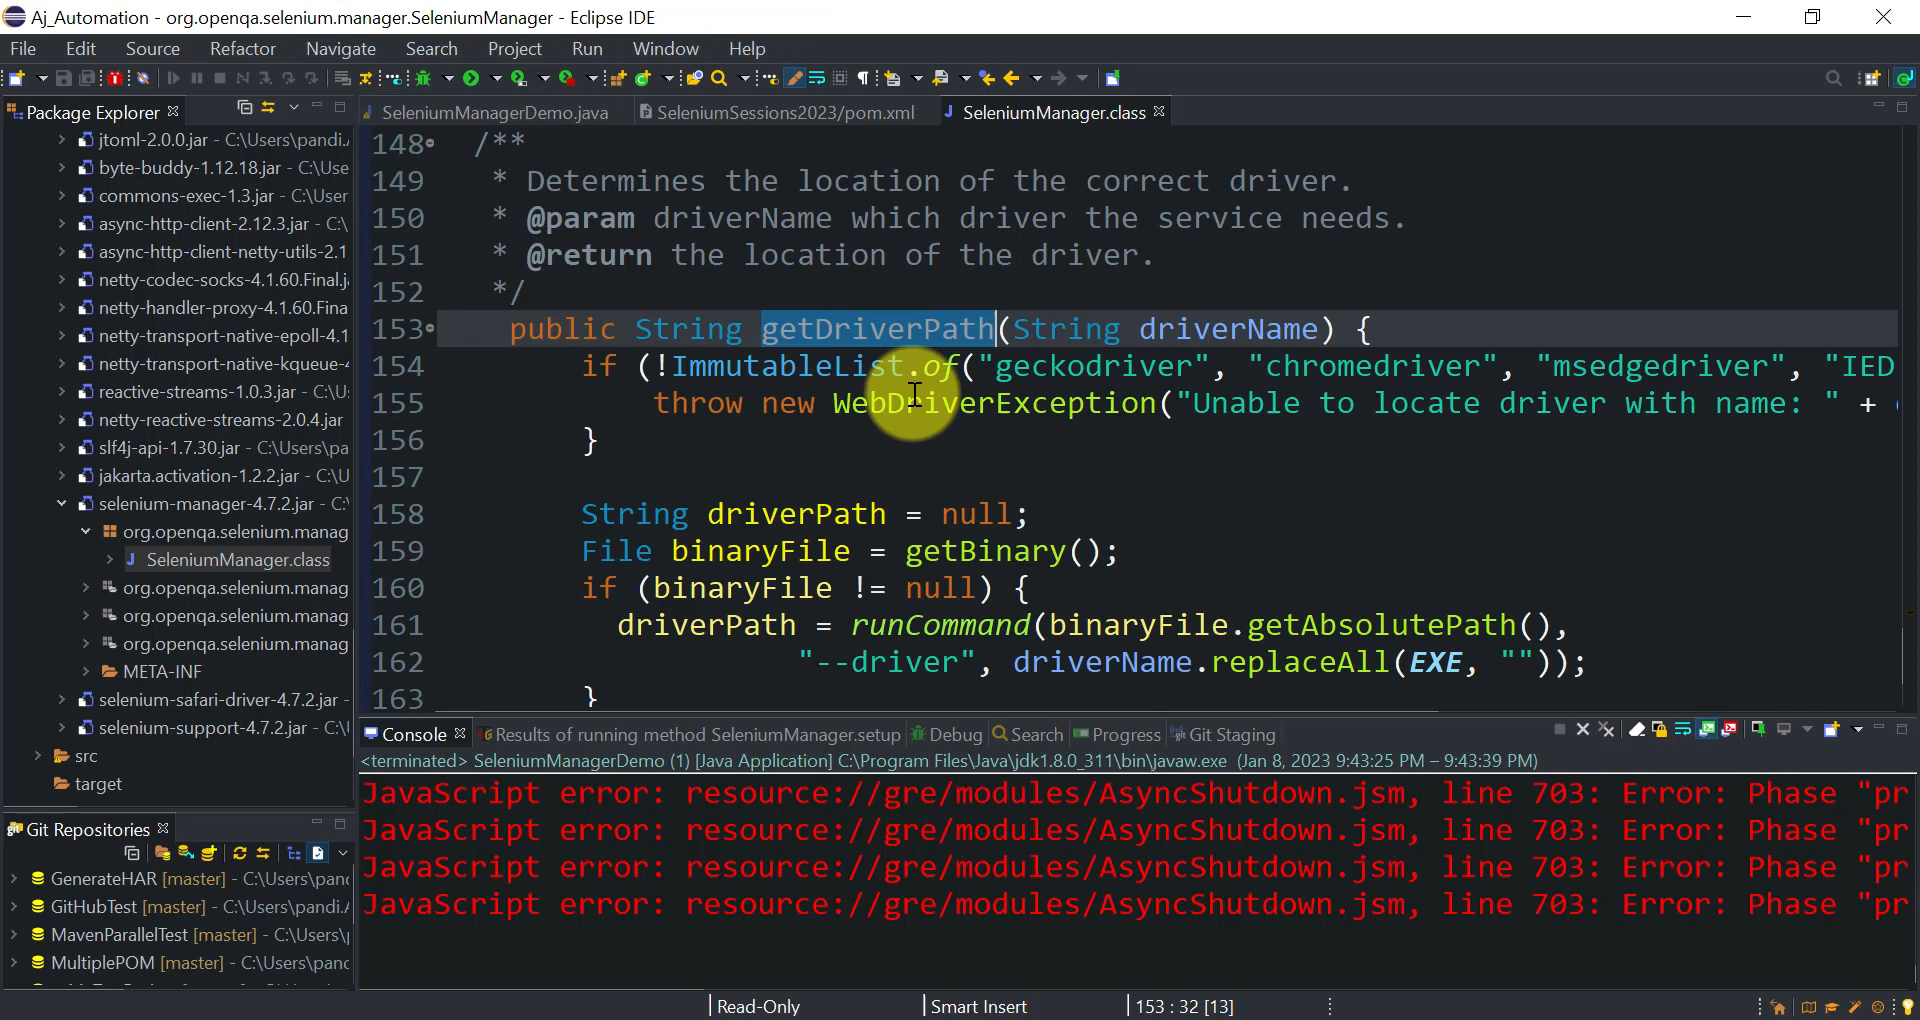 Aj_Automation - org.openqa.selenium.manager.SeleniumManager - Eclipse IDE
File Edit Source Refactor Navigate Search Project Run Window Help
Package Explorer
SeleniumManagerDemo.java
SeleniumSessions2023/pom.xml
SeleniumManager.class
jtoml-2.0.0.jar - C:\Users\pandi.
byte-buddy-1.12.18.jar - C:\Use
commons-exec-1.3.jar - C:\User
async-http-client-2.12.3.jar - C:\
async-http-client-netty-utils-2.1
netty-codec-socks-4.1.60.Final.j
netty-handler-proxy-4.1.60.Fina
netty-transport-native-epoll-4.1
netty-transport-native-kqueue-
reactive-streams-1.0.3.jar - C:\U
netty-reactive-streams-2.0.4.jar
slf4j-api-1.7.30.jar - C:\Users\pa
jakarta.activation-1.2.2.jar - C:\U
selenium-manager-4.7.2.jar - C:\
org.openqa.selenium.manag
SeleniumManager.class
org.openqa.selenium.manag
org.openqa.selenium.manag
org.openqa.selenium.manag
META-INF
selenium-safari-driver-4.7.2.jar -
selenium-support-4.7.2.jar - C:\
src
target
148 /**
149 * Determines the location of the correct driver.
150 * @param driverName which driver the service needs.
151 * @return the location of the driver.
152 */
153 public String getDriverPath(String driverName) {
154 if (!ImmutableList.of("geckodriver", "chromedriver", "msedgedriver", "IED
155 throw new WebDriverException("Unable to locate driver with name: " +
156 }
157
158 String driverPath = null;
159 File binaryFile = getBinary();
160 if (binaryFile != null) {
161 driverPath = runCommand(binaryFile.getAbsolutePath(),
162 "--driver", driverName.replaceAll(EXE, ""));
163 }
Console
Results of running method SeleniumManager.setup
Debug
Search
Progress
Git Staging
<terminated> SeleniumManagerDemo (1) [Java Application] C:\Program Files\Java\jdk1.8.0_311\bin\javaw.exe (Jan 8, 2023 9:43:25 PM – 9:43:39 PM)
JavaScript error: resource://gre/modules/AsyncShutdown.jsm, line 703: Error: Phase "pr
JavaScript error: resource://gre/modules/AsyncShutdown.jsm, line 703: Error: Phase "pr
JavaScript error: resource://gre/modules/AsyncShutdown.jsm, line 703: Error: Phase "pr
JavaScript error: resource://gre/modules/AsyncShutdown.jsm, line 703: Error: Phase "pr
Git Repositories
GenerateHAR [master] - C:\Users\pand
GitHubTest [master] - C:\Users\pandi.
MavenParallelTest [master] - C:\Users\
MultiplePOM [master] - C:\Users\pand
Read-Only
Smart Insert
153 : 32 [13]